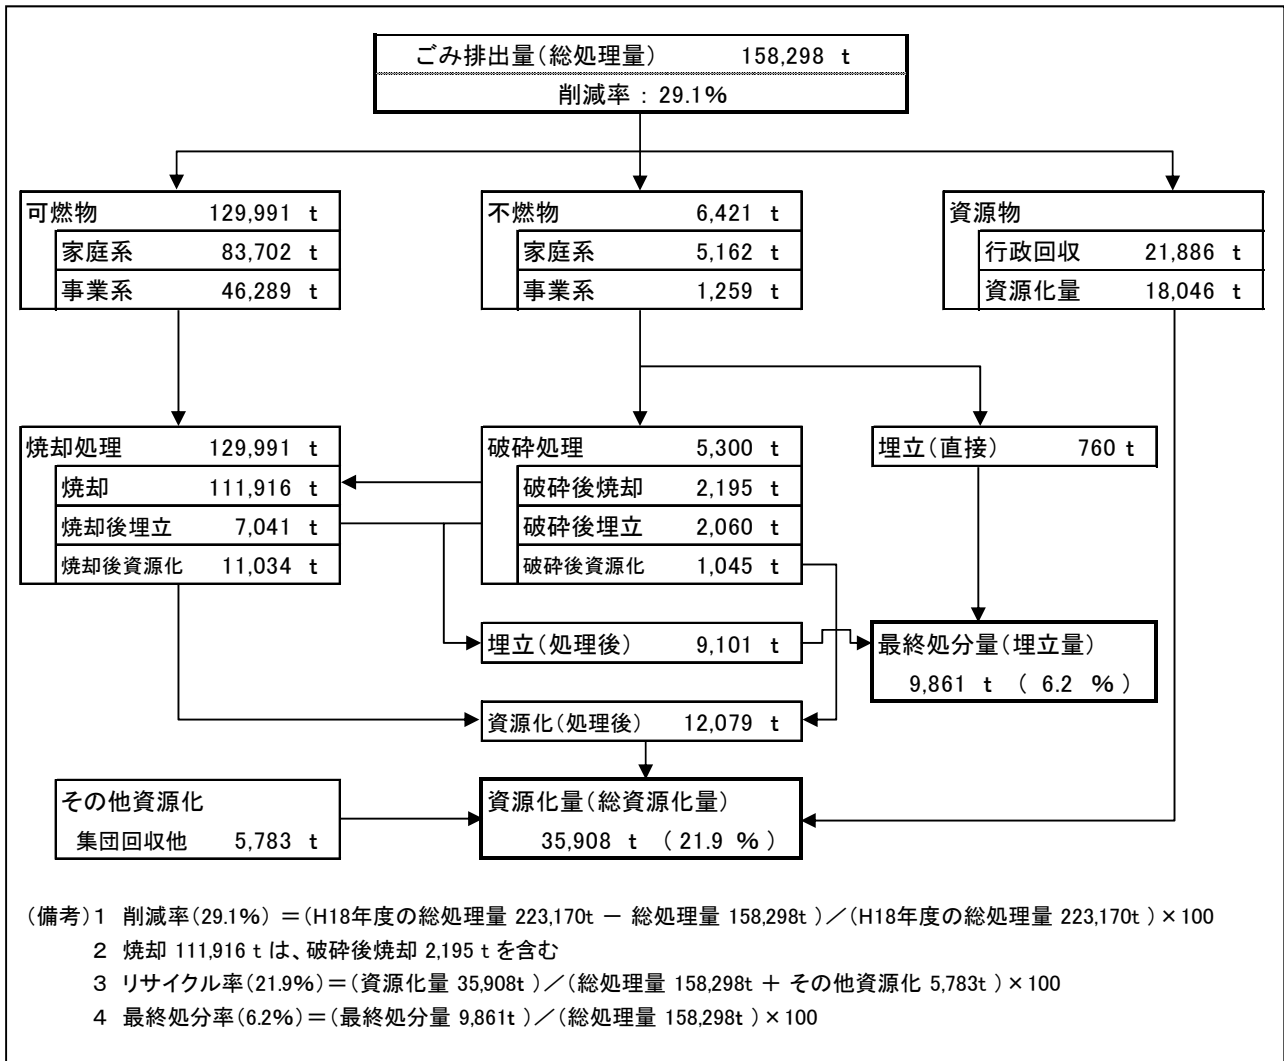 ごみ排出量(総処理量) 158,298 t
削減率 : 29.1%
可燃物 129,991 t
家庭系 83,702 t
事業系 46,289 t
不燃物 6,421 t
家庭系 5,162 t
事業系 1,259 t
資源物
行政回収 21,886 t
資源化量 18,046 t
焼却処理 129,991 t
焼却 111,916 t
焼却後埋立 7,041 t
焼却後資源化 11,034 t
破砕処理 5,300 t
破砕後焼却 2,195 t
破砕後埋立 2,060 t
破砕後資源化 1,045 t
埋立(直接) 760 t
埋立(処理後) 9,101 t
最終処分量(埋立量)
9,861 t ( 6.2 % )
資源化(処理後) 12,079 t
その他資源化
集団回収他 5,783 t
資源化量(総資源化量)
35,908 t ( 21.9 % )
(備考)1 削減率(29.1%) =(H18年度の総処理量 223,170t - 総処理量 158,298t )/(H18年度の総処理量 223,170t )×100
2 焼却 111,916 t は、破砕後焼却 2,195 t を含む
3 リサイクル率(21.9%)=(資源化量 35,908t )/(総処理量 158,298t + その他資源化 5,783t )×100
4 最終処分率(6.2%)=(最終処分量 9,861t )/(総処理量 158,298t )×100